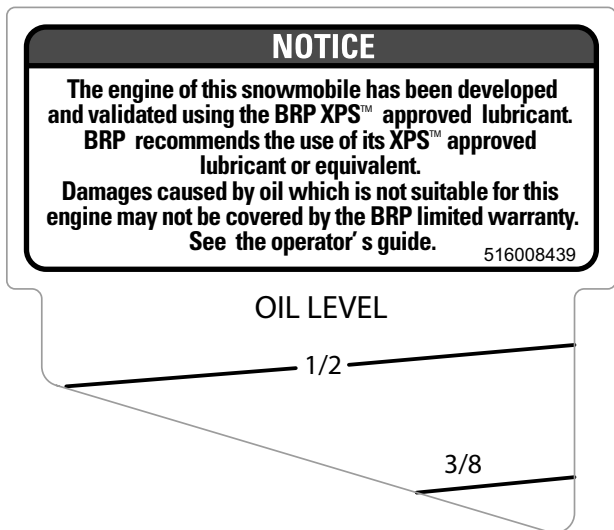 NOTICE
The engine of this snowmobile has been developed
and validated using the BRP XPS™ approved lubricant.
BRP recommends the use of its XPS™ approved
lubricant or equivalent.
Damages caused by oil which is not suitable for this
engine may not be covered by the BRP limited warranty.
See the operator' s guide.
516008439
OIL LEVEL
1/2
3/8